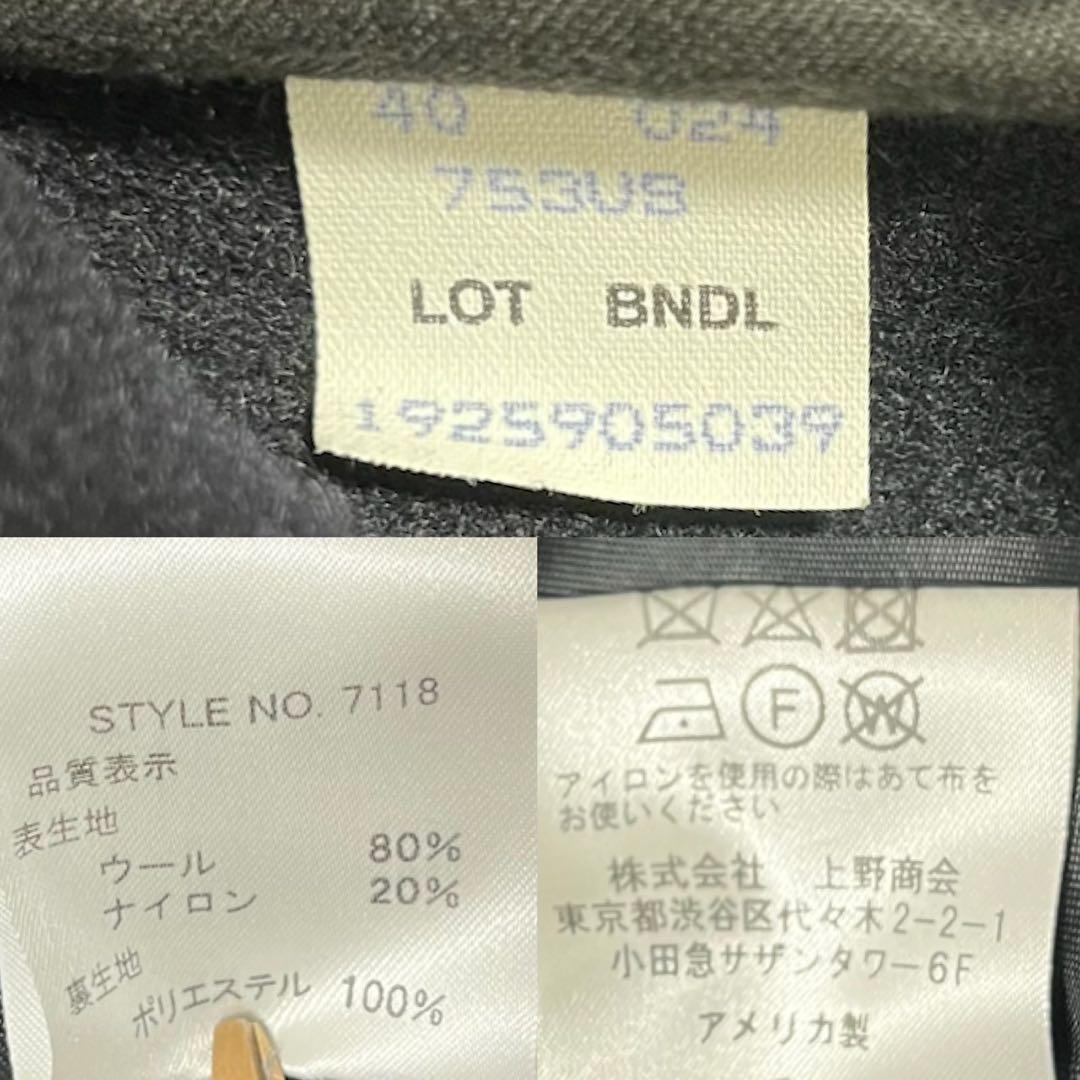 40 024
753US
LOT BNDL
1925905039
STYLE NO. 7118
品質表示
表生地
ウール 80%
ナイロン 20%
裏生地
ポリエステル 100%
F
W
アイロンを使用の際はあて布を
お使いください
株式会社 上野商会
東京都渋谷区代々木2-2-1
小田急サザンタワー6F
アメリカ製